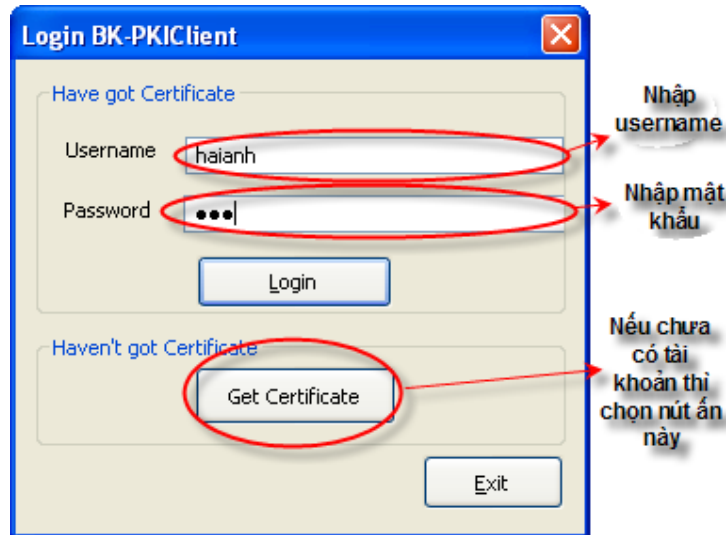 Login BK-PKIClient
Have got Certificate
Username
haianh
Nhập
username
Password
●●●
Nhập mật
khẩu
Login
Haven't got Certificate
Get Certificate
Nếu chưa
có tài
khoản thì
chọn nút ấn
này
Exit